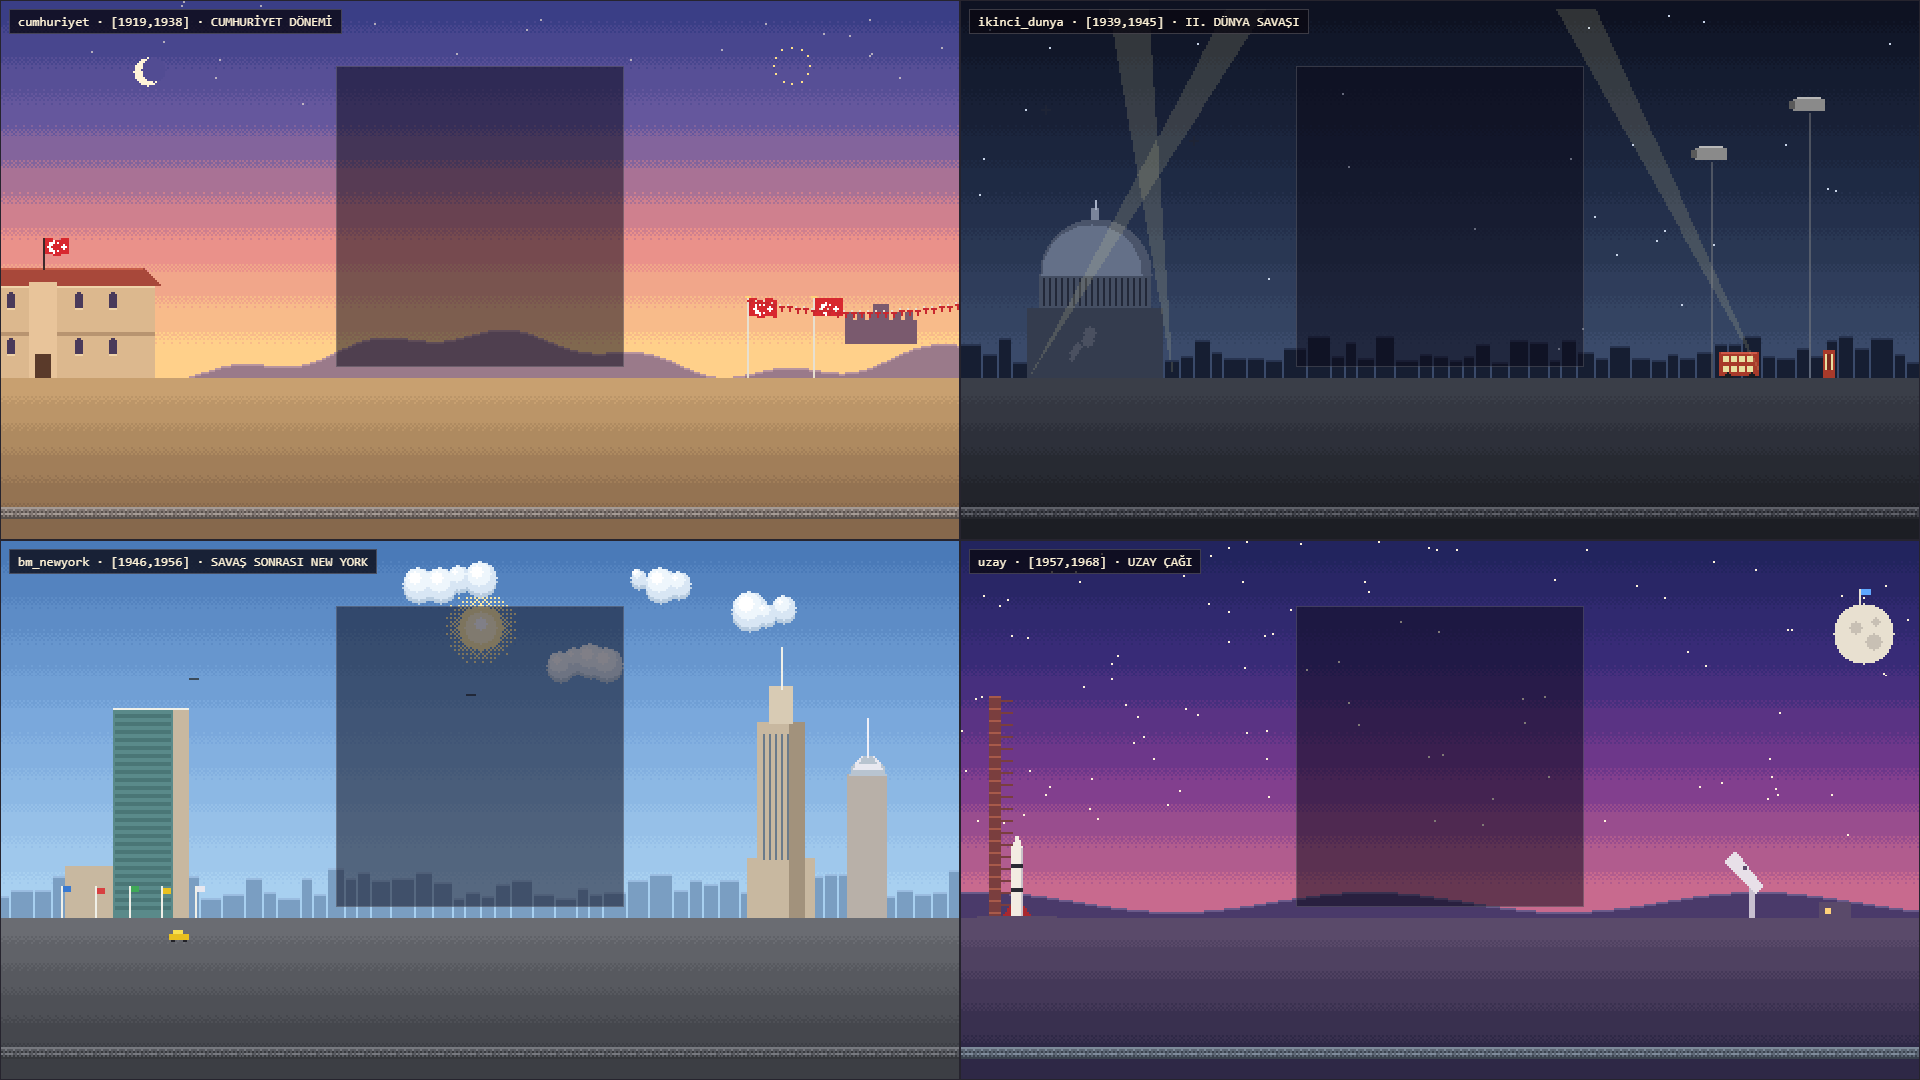 cumhuriyet · [1919,1938] · CUMHURİYET DÖNEMİ
ikinci_dunya · [1939,1945] · II. DÜNYA SAVAŞI
bm_newyork · [1946,1956] · SAVAŞ SONRASI NEW YORK
uzay · [1957,1968] · UZAY ÇAĞI